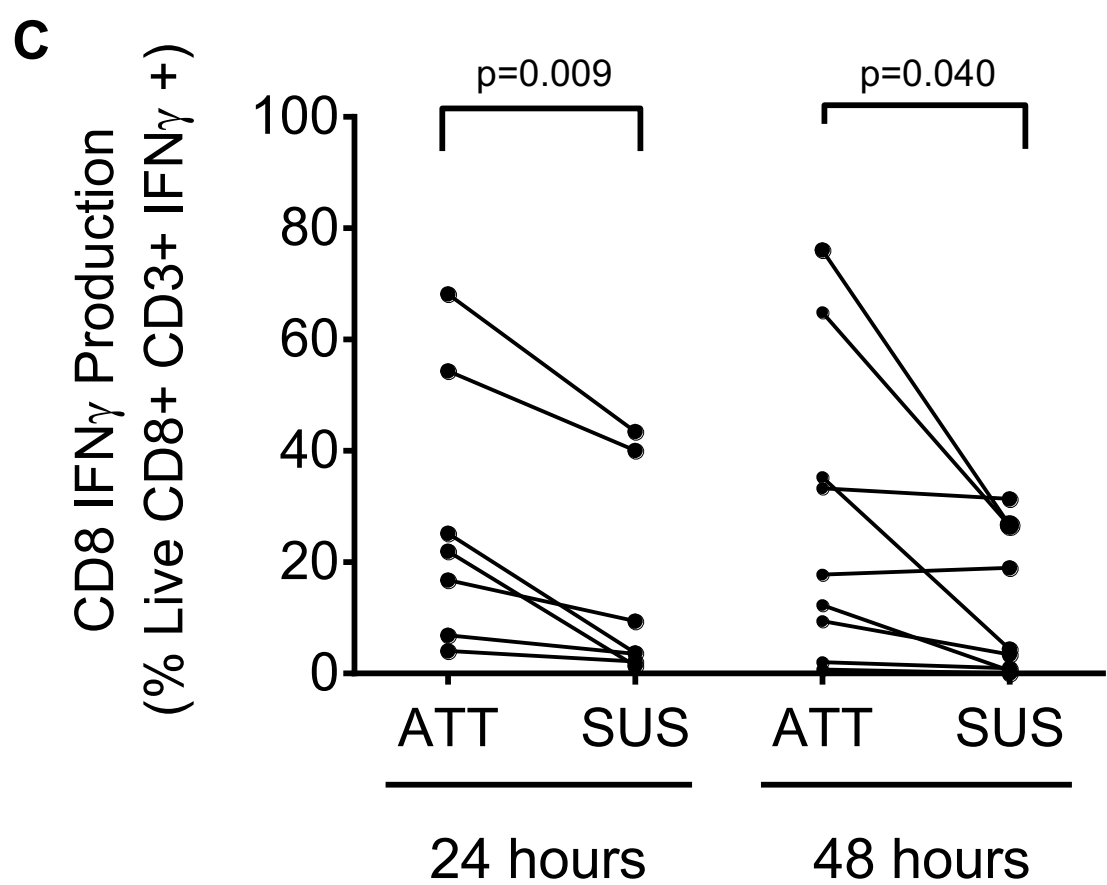 C
CD8 IFNγ Production
(% Live CD8+ CD3+ IFNγ +)
p=0.009
p=0.040
100
80
60
40
20
0
ATT
SUS
ATT
SUS
24 hours
48 hours